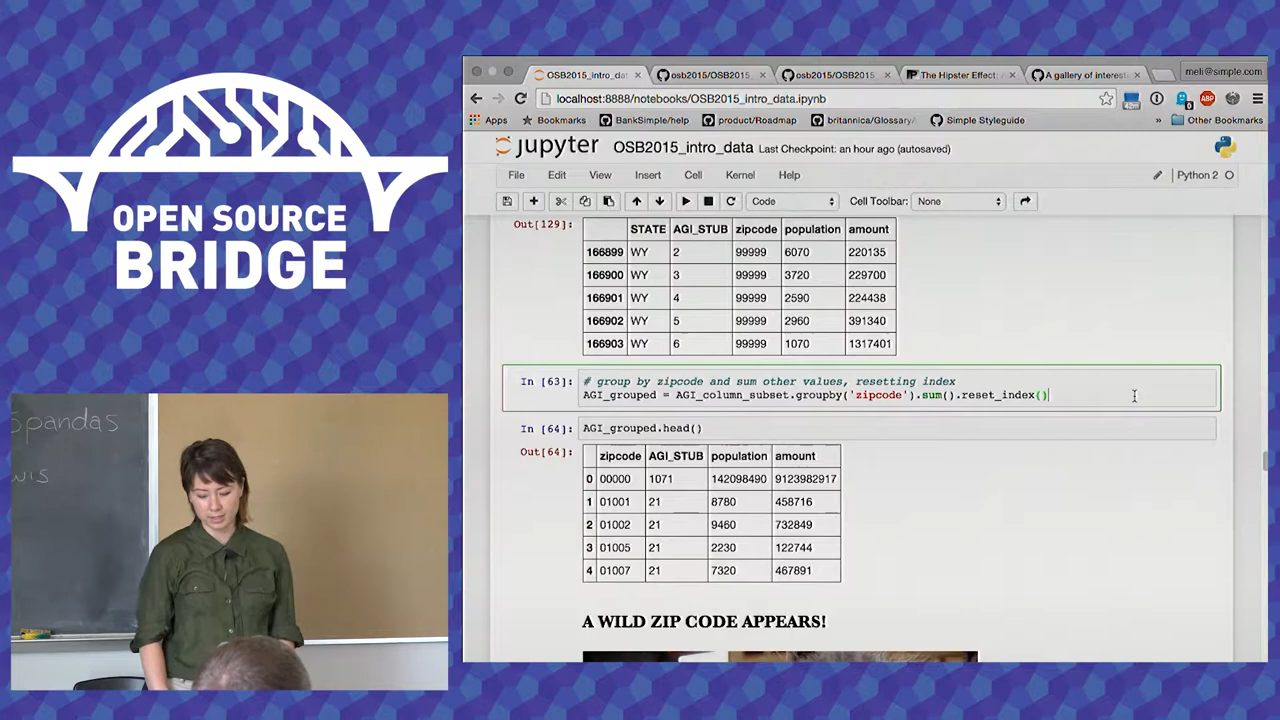 OPEN SOURCE
BRIDGE
pandas
OSB2015_intro_da
osb2015/OSB2015_
osb2015/OSB2015_
The Hipster Effect:
A gallery of interest
meli@simple.com
localhost:8888/notebooks/OSB2015_intro_data.ipynb
Apps
Bookmarks
BankSimple/help
product/Roadmap
britannica/Glossary
Simple Styleguide
»
Other Bookmarks
jupyter OSB2015_intro_data Last Checkpoint: an hour ago (autosaved)
File Edit View Insert Cell Kernel Help
Python 2
Code
Cell Toolbar: None
Out[129]:
STATE AGI_STUB zipcode population amount
166899 WY 2 99999 6070 220135
166900 WY 3 99999 3720 229700
166901 WY 4 99999 2590 224438
166902 WY 5 99999 2960 391340
166903 WY 6 99999 1070 1317401
In [63]: # group by zipcode and sum other values, resetting index
AGI_grouped = AGI_column_subset.groupby('zipcode').sum().reset_index()
In [64]: AGI_grouped.head()
Out[64]:
zipcode AGI_STUB population amount
0 00000 1071 142098490 9123982917
1 01001 21 8780 458716
2 01002 21 9460 732849
3 01005 21 2230 122744
4 01007 21 7320 467891
A WILD ZIP CODE APPEARS!